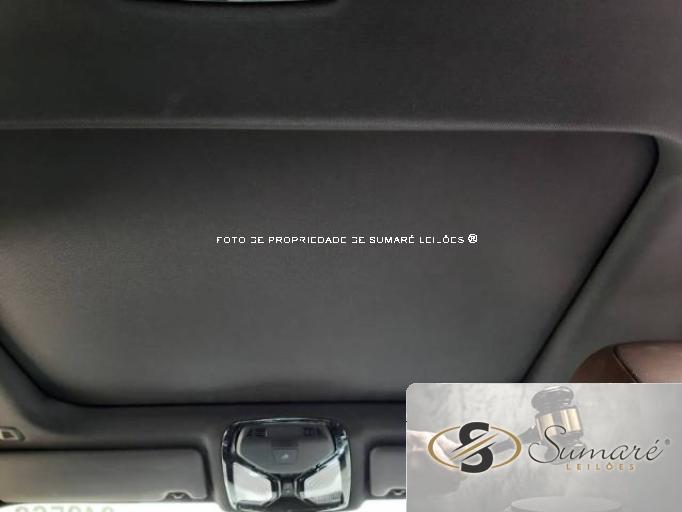 FOTO DE PROPRIEDADE DE SUMARÉ LEILÕES ®
S Sumaré ®
LEILÕES